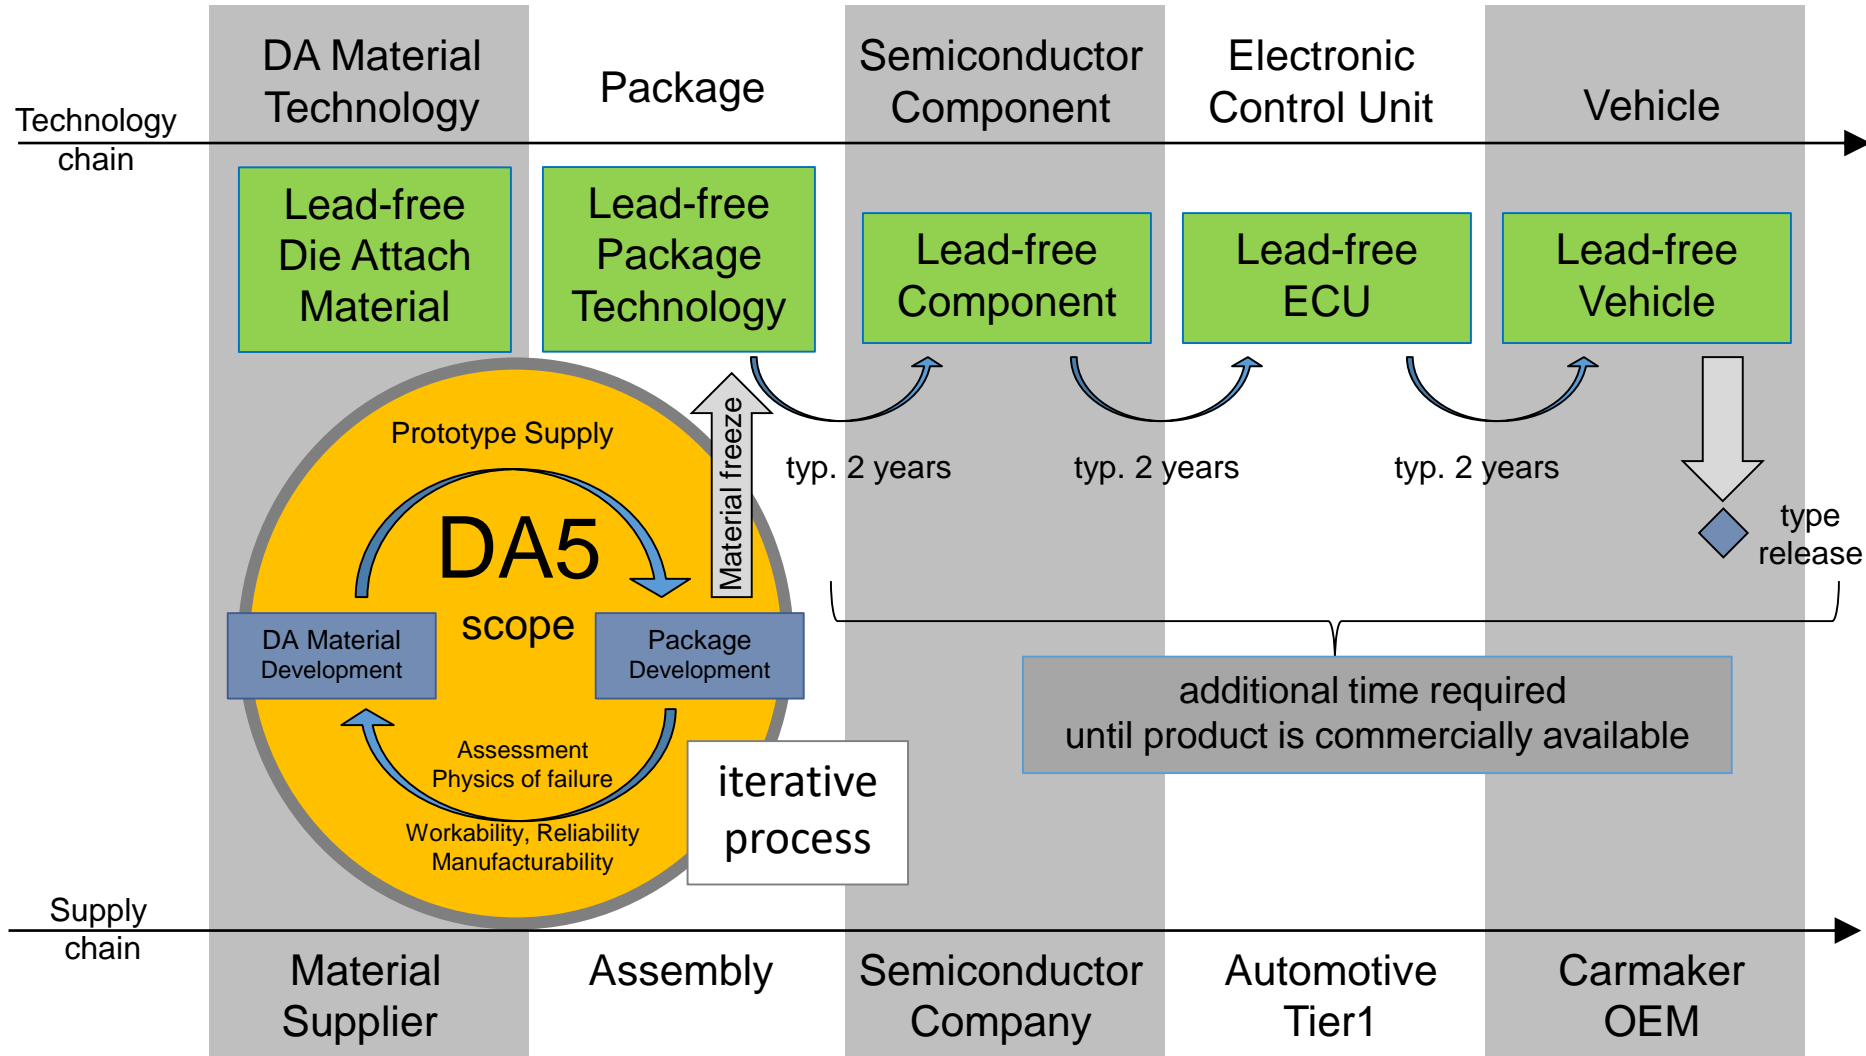 DA Material
Technology
Package
Semiconductor
Component
Electronic
Control Unit
Vehicle
Technology
chain
Lead-free
Die Attach
Material
Lead-free
Package
Technology
Lead-free
Component
Lead-free
ECU
Lead-free
Vehicle
Material freeze
Prototype Supply
typ. 2 years
typ. 2 years
typ. 2 years
type
release
DA5
scope
DA Material
Development
Package
Development
additional time required
until product is commercially available
Assessment
Physics of failure
iterative
process
Workability, Reliability
Manufacturability
Supply
chain
Material
Supplier
Assembly
Semiconductor
Company
Automotive
Tier1
Carmaker
OEM